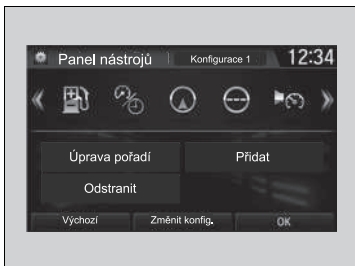 Panel nástrojů Konfigurace 1 12:34
Úprava pořadí Přidat
Odstranit
Výchozí Změnit konfig. OK